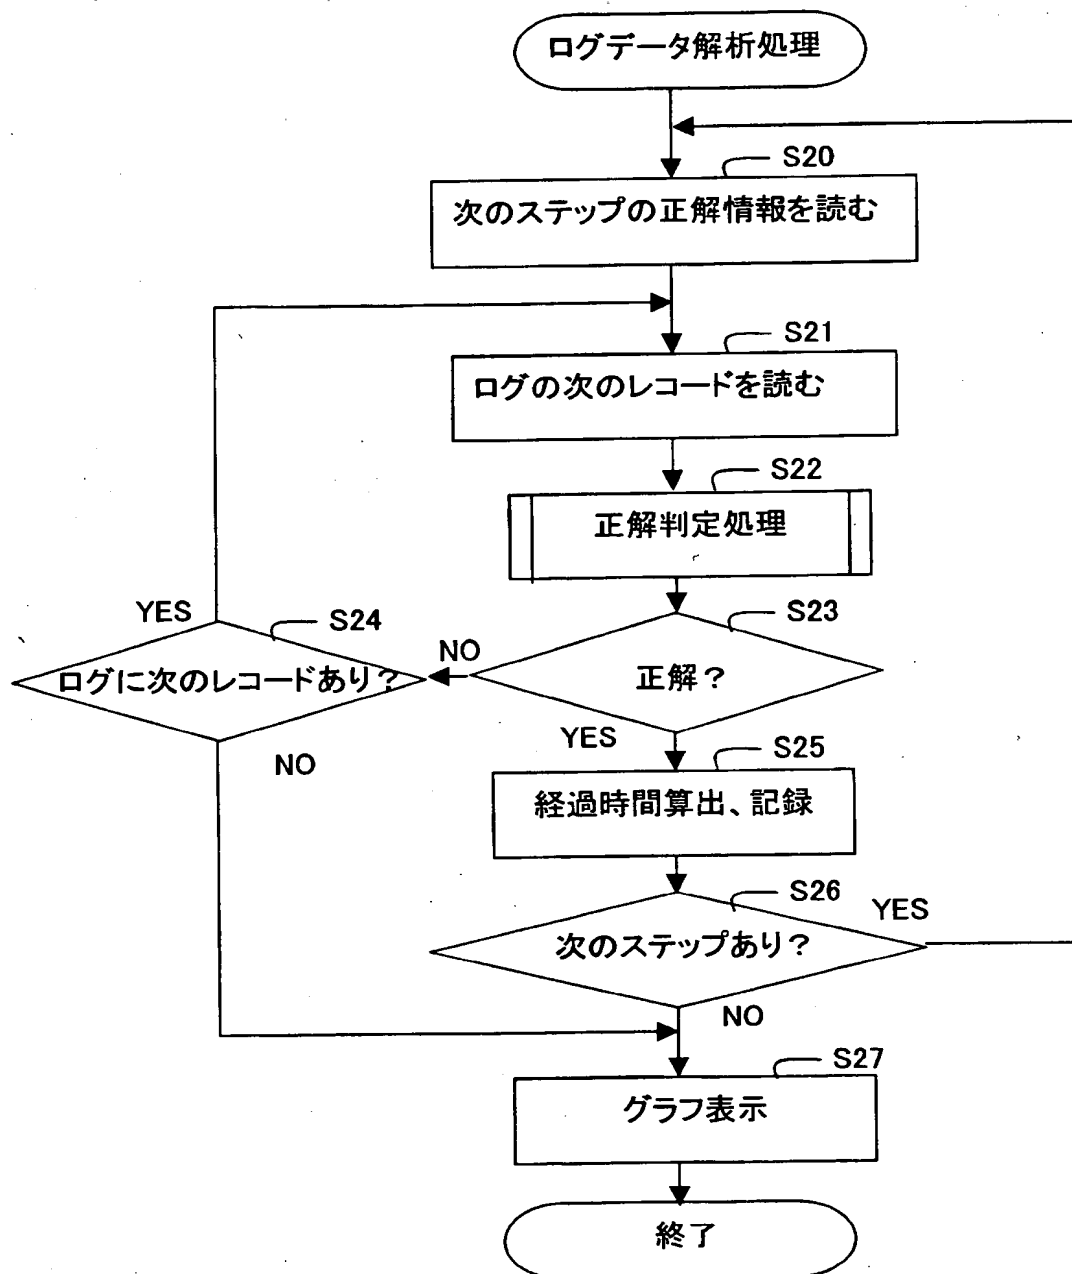 ログデータ解析処理
S20
次のステップの正解情報を読む
S21
ログの次のレコードを読む
S22
正解判定処理
S23
正解?
NO
YES
S24
ログに次のレコードあり?
YES
NO
S25
経過時間算出、記録
S26
次のステップあり?
YES
NO
S27
グラフ表示
終了